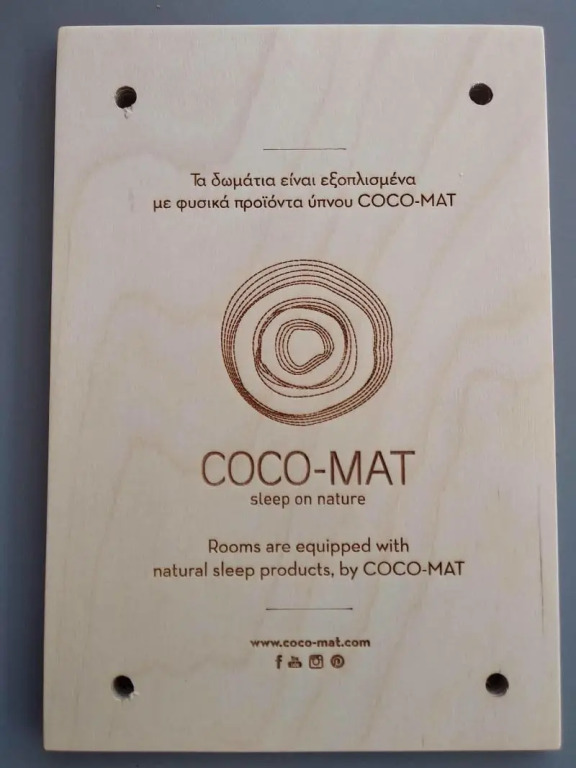 Τα δωμάτια είναι εξοπλισμένα
με φυσικά προϊόντα ύπνου COCO-MAT
COCO-MAT
sleep on nature
Rooms are equipped with
natural sleep products, by COCO-MAT
www.coco-mat.com